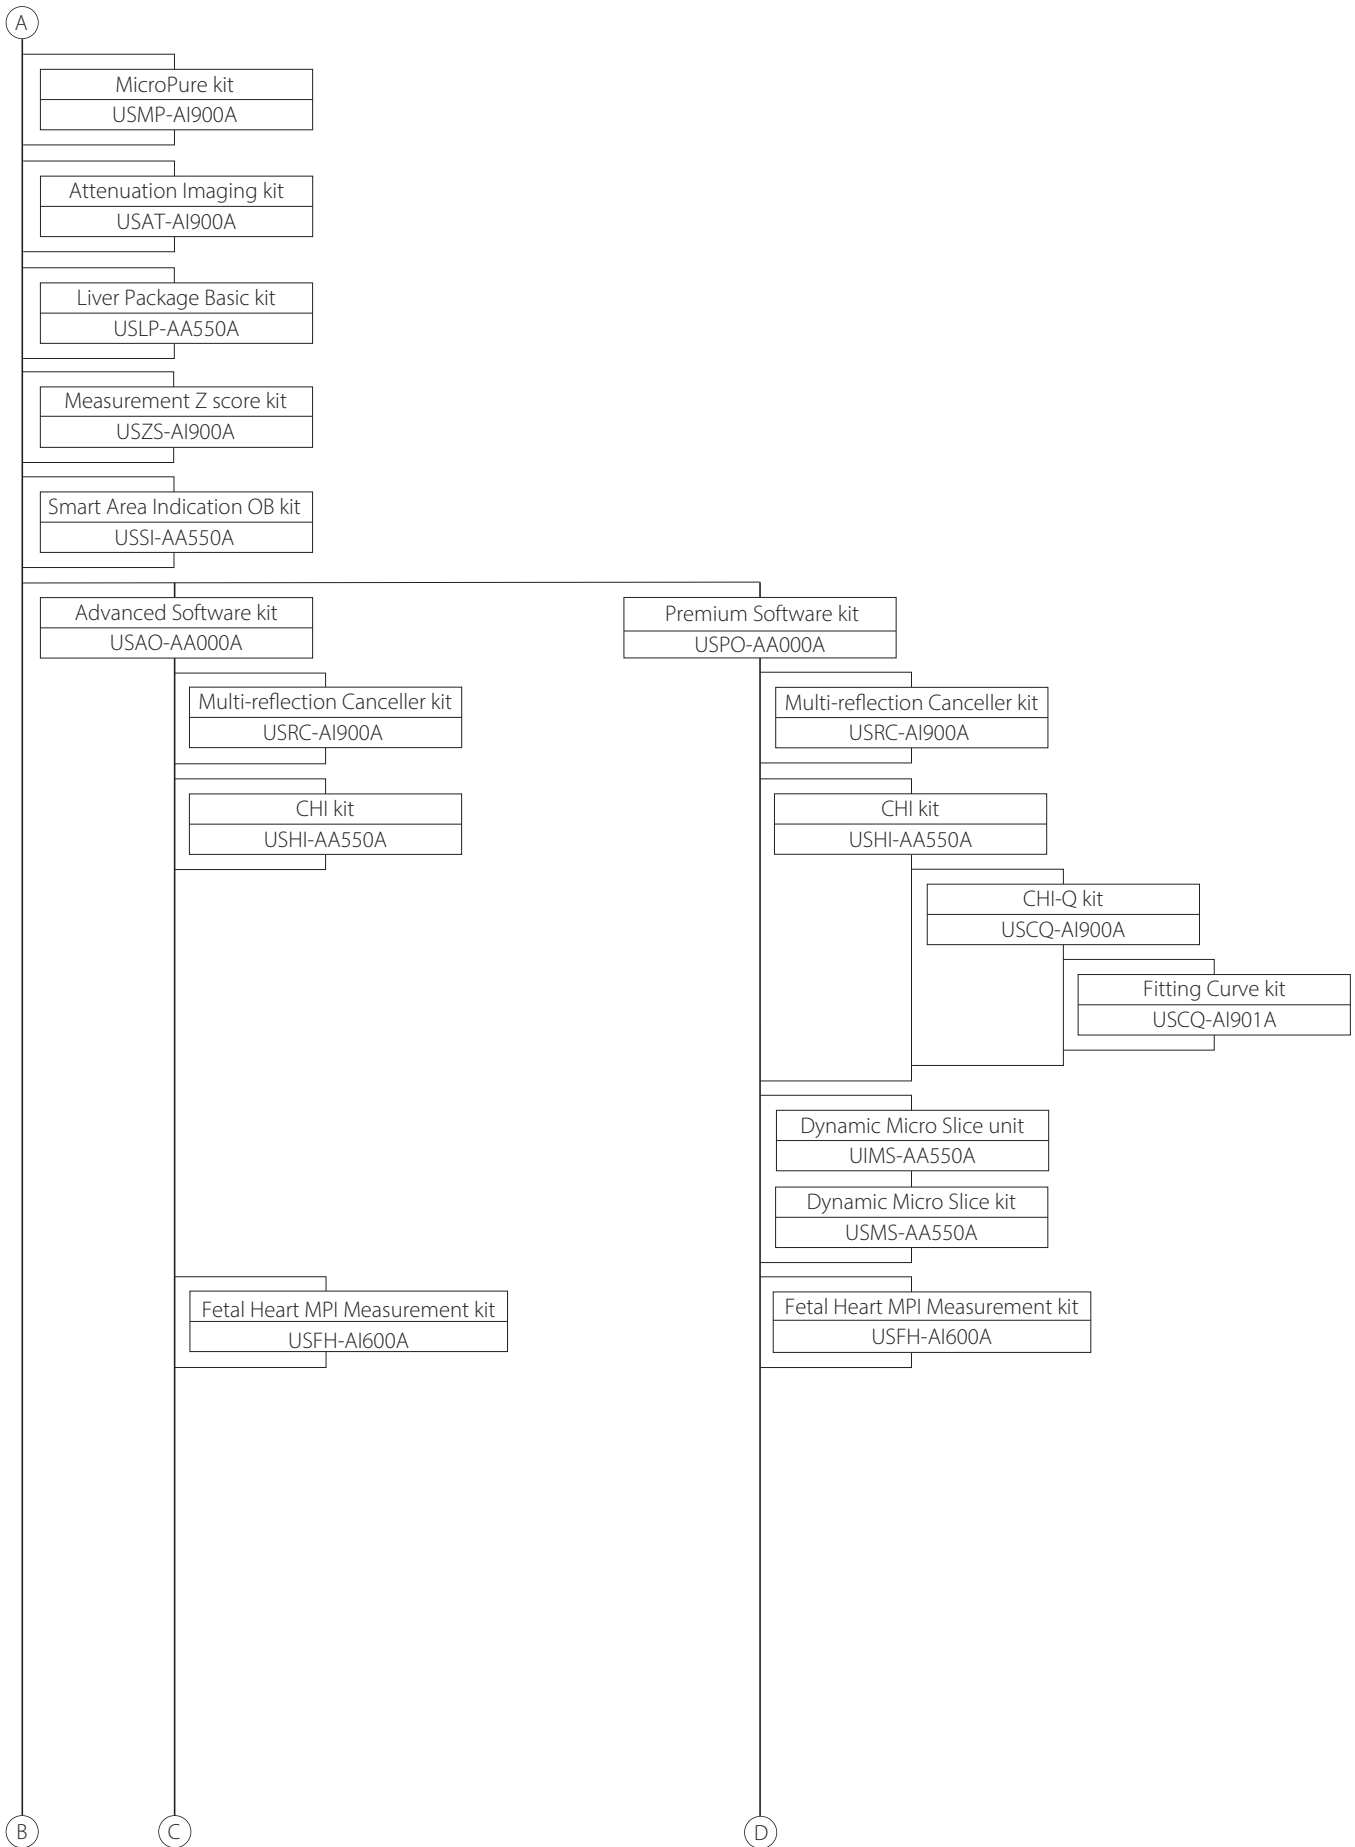 A
MicroPure kit
USMP-AI900A
Attenuation Imaging kit
USAT-AI900A
Liver Package Basic kit
USLP-AA550A
Measurement Z score kit
USZS-AI900A
Smart Area Indication OB kit
USSI-AA550A
Advanced Software kit
USAO-AA000A
Premium Software kit
USPO-AA000A
Multi-reflection Canceller kit
USRC-AI900A
Multi-reflection Canceller kit
USRC-AI900A
CHI kit
USHI-AA550A
CHI kit
USHI-AA550A
CHI-Q kit
USCQ-AI900A
Fitting Curve kit
USCQ-AI901A
Dynamic Micro Slice unit
UIMS-AA550A
Dynamic Micro Slice kit
USMS-AA550A
Fetal Heart MPI Measurement kit
USFH-AI600A
Fetal Heart MPI Measurement kit
USFH-AI600A
B
C
D